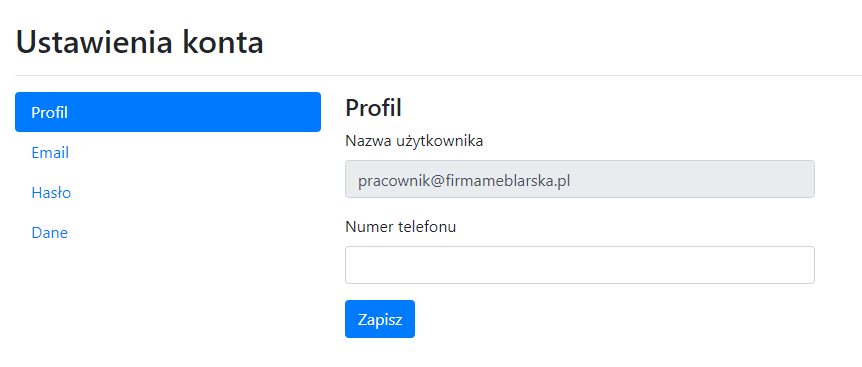 Ustawienia konta
Profil
Email
Hasło
Dane
Profil
Nazwa użytkownika
pracownik@firmameblarska.pl
Numer telefonu
Zapisz